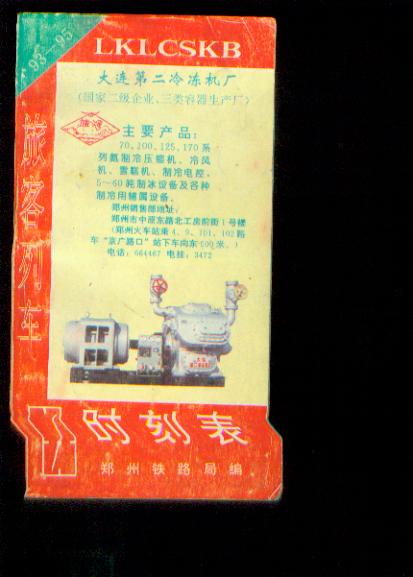 93-95
LKLCSKB
大连第二冷冻机厂
(国家二级企业、三类容器生产厂)
主要产品:
70、100、125、170系
列氨制冷压缩机、冷风
机、雪糕机、制冷电控,
5～60吨制冰设备及各种
制冷用辅属设备。
郑州销售部地址:
郑州市中原东路北工房前街1号楼
(郑州火车站乘4、9、101、102路
车“京广路口”站下车向东500米。)
电话:664467 电挂:3472
旅客列车
时刻表
郑州铁路局编